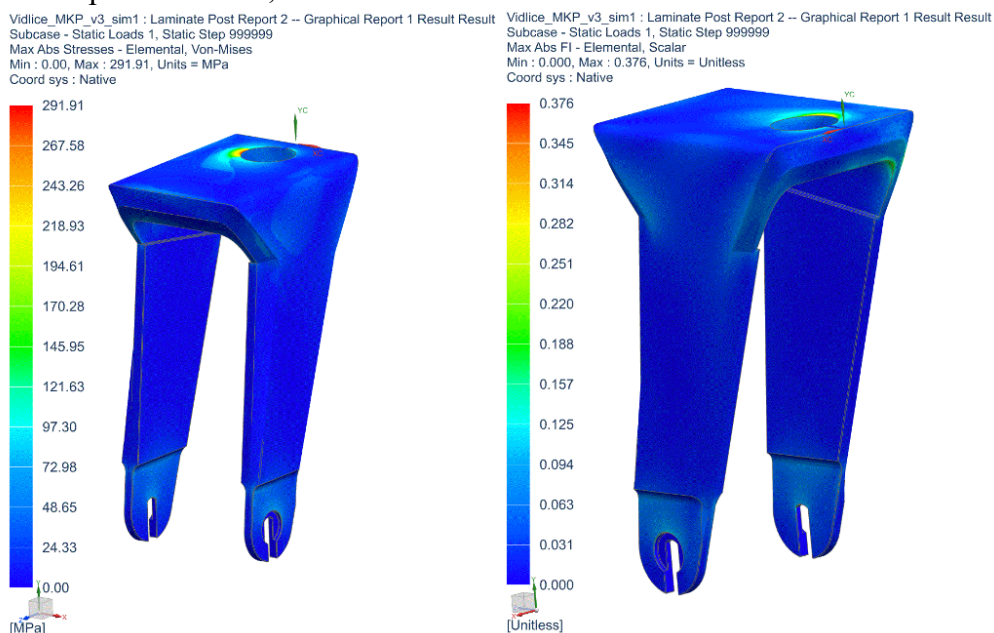 Vidlice_MKP_v3_sim1 : Laminate Post Report 2 -- Graphical Report 1 Result Result
Subcase - Static Loads 1, Static Step 999999
Max Abs Stresses - Elemental, Von-Mises
Min : 0.00, Max : 291.91, Units = MPa
Coord sys : Native
291.91
267.58
243.26
218.93
194.61
170.28
145.95
121.63
97.30
72.98
48.65
24.33
0.00
[MPa]
YC
Y
X
Vidlice_MKP_v3_sim1 : Laminate Post Report 2 -- Graphical Report 1 Result Result
Subcase - Static Loads 1, Static Step 999999
Max Abs FI - Elemental, Scalar
Min : 0.000, Max : 0.376, Units = Unitless
Coord sys : Native
0.376
0.345
0.314
0.282
0.251
0.220
0.188
0.157
0.125
0.094
0.063
0.031
0.000
[Unitless]
YC
Y
X